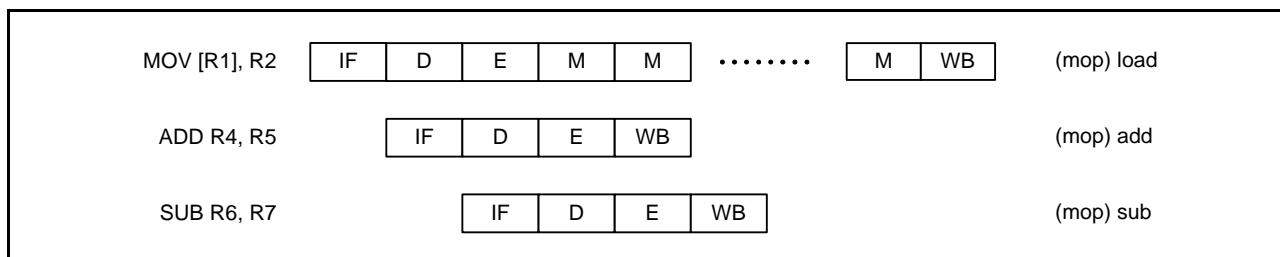 MOV [R1], R2 IF D E M M ········ M WB (mop) load
ADD R4, R5 IF D E WB (mop) add
SUB R6, R7 IF D E WB (mop) sub